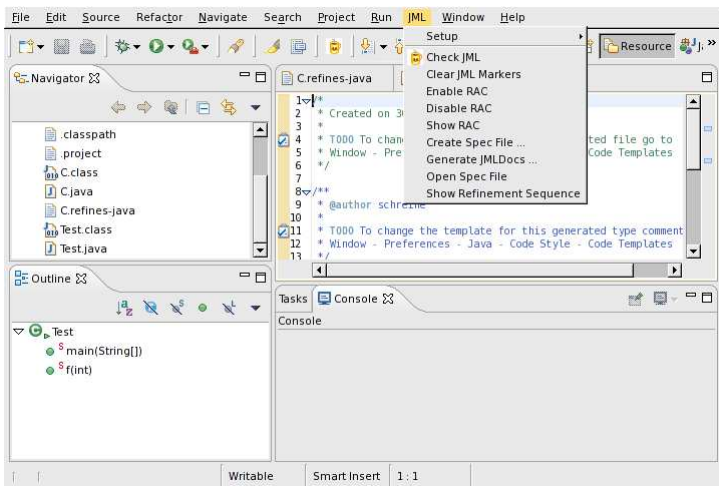 File Edit Source Refactor Navigate Search Project Run JML Window Help
Resource J
Navigator
.classpath
.project
C.class
C.java
C.refines-java
Test.class
Test.java
C.refines-java
1 /*
2 * Created on 30
3 *
4 * TODO To chan ted file go to
5 * Window - Pre Code Templates
6 */
7
8 /**
9 * @author schreine
10 *
11 * TODO To change the template for this generated type comment
12 * Window - Preferences - Java - Code Style - Code Templates
13 */
Setup
Check JML
Clear JML Markers
Enable RAC
Disable RAC
Show RAC
Create Spec File ...
Generate JMLDocs ...
Open Spec File
Show Refinement Sequence
Outline
Test
main(String[])
f(int)
Tasks Console
Console
Writable Smart Insert 1 : 1